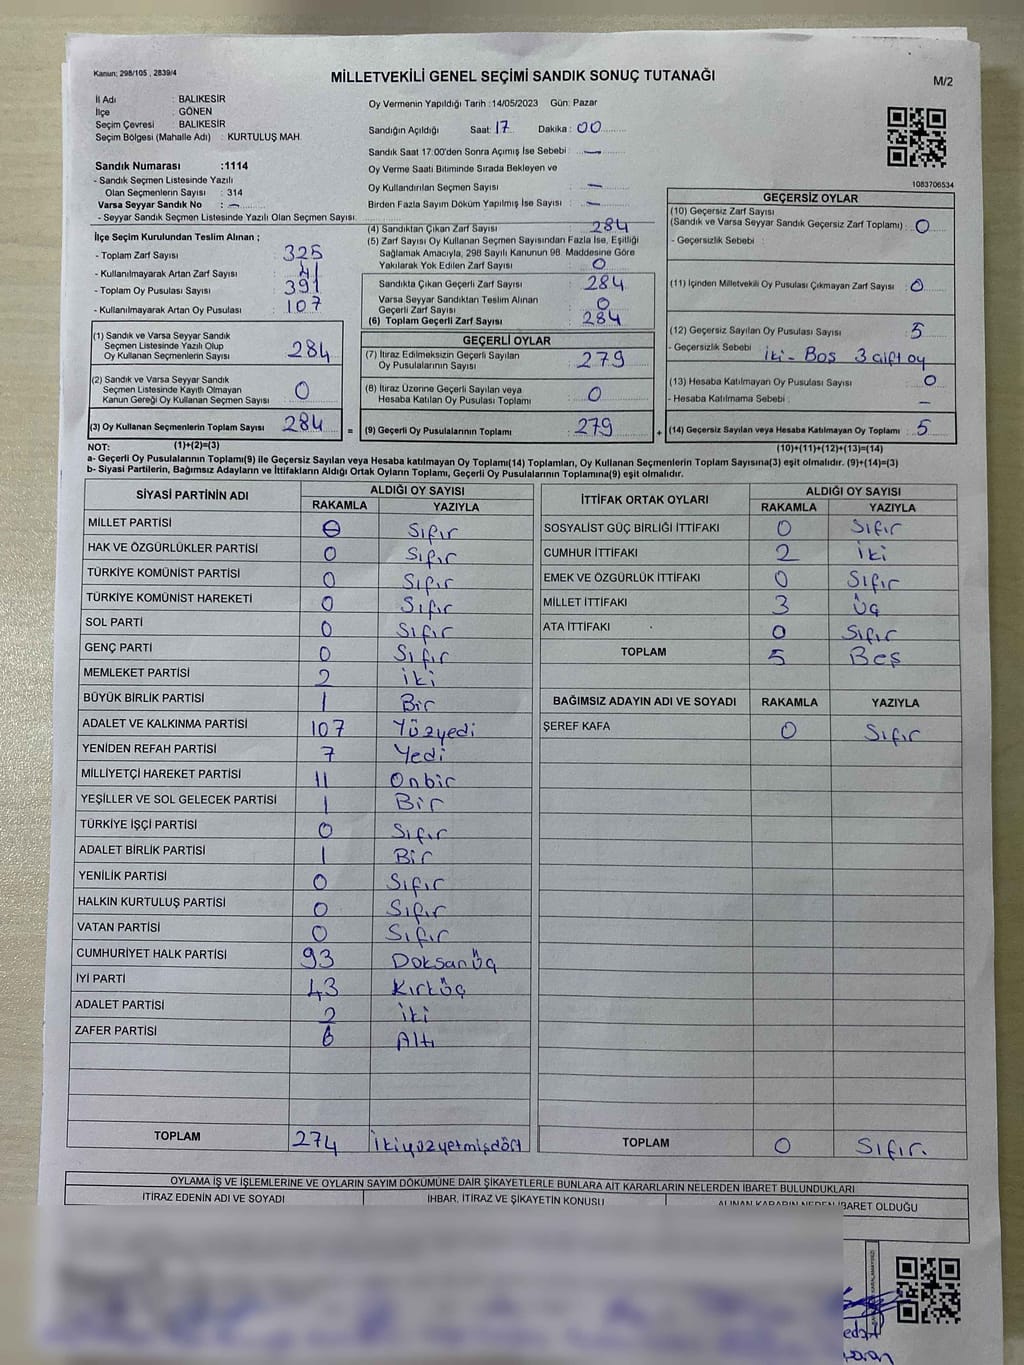 Kanun: 298/105 , 2839/4
MİLLETVEKİLİ GENEL SEÇİMİ SANDIK SONUÇ TUTANAĞI
M/2
İl Adı : BALIKESİR
İlçe : GÖNEN
Seçim Çevresi : BALIKESİR
Seçim Bölgesi (Mahalle Adı) : KURTULUŞ MAH.
Sandık Numarası :1114
- Sandık Seçmen Listesinde Yazılı
Olan Seçmenlerin Sayısı : 314
Varsa Seyyar Sandık No : —
- Seyyar Sandık Seçmen Listesinde Yazılı Olan Seçmen Sayısı:
Oy Vermenin Yapıldığı Tarih :14/05/2023 Gün: Pazar
Sandığın Açıldığı Saat: 17 Dakika : 00
Sandık Saat 17:00'den Sonra Açımış İse Sebebi : —
Oy Verme Saati Bitiminde Sırada Bekleyen ve
Oy Kullandırılan Seçmen Sayısı : —
Birden Fazla Sayım Döküm Yapılmış İse Sayısı : —
1083706534
İlçe Seçim Kurulundan Teslim Alınan ;
- Toplam Zarf Sayısı : 325
- Kullanılmayarak Artan Zarf Sayısı : 41
- Toplam Oy Pusulası Sayısı : 391
- Kullanılmayarak Artan Oy Pusulası : 107
(4) Sandıktan Çıkan Zarf Sayısı : 284
(5) Zarf Sayısı Oy Kullanan Seçmen Sayısından Fazla İse, Eşitliği
Sağlamak Amacıyla, 298 Sayılı Kanunun 98. Maddesine Göre
Yakılarak Yok Edilen Zarf Sayısı : 0
Sandıkta Çıkan Geçerli Zarf Sayısı : 284
Varsa Seyyar Sandıktan Teslim Alınan
Geçerli Zarf Sayısı : 0
(6) Toplam Geçerli Zarf Sayısı : 284
GEÇERSİZ OYLAR
(10) Geçersiz Zarf Sayısı
(Sandık ve Varsa Seyyar Sandık Geçersiz Zarf Toplamı) : 0
- Geçersizlik Sebebi :
(11) İçinden Milletvekili Oy Pusulası Çıkmayan Zarf Sayısı : 0
(12) Geçersiz Sayılan Oy Pusulası Sayısı : 5
- Geçersizlik Sebebi : iki - Boş 3 çift oy
(13) Hesaba Katılmayan Oy Pusulası Sayısı : 0
- Hesaba Katılmama Sebebi : —
(14) Geçersiz Sayılan veya Hesaba Katılmayan Oy Toplamı : 5
(10)+(11)+(12)+(13)=(14)
(1) Sandık ve Varsa Seyyar Sandık
Seçmen Listesinde Yazılı Olup
Oy Kullanan Seçmenlerin Sayısı : 284
(2) Sandık ve Varsa Seyyar Sandık
Seçmen Listesinde Kayıtlı Olmayan
Kanun Gereği Oy Kullanan Seçmen Sayısı : 0
(3) Oy Kullanan Seçmenlerin Toplam Sayısı : 284 =
(1)+(2)=(3)
GEÇERLİ OYLAR
(7) İtiraz Edilmeksizin Geçerli Sayılan
Oy Pusulalarının Sayısı : 279
(8) İtiraz Üzerine Geçerli Sayılan veya
Hesaba Katılan Oy Pusulası Toplamı : 0
(9) Geçerli Oy Pusulalarının Toplamı : 279 +
NOT:
a- Geçerli Oy Pusulalarının Toplamı(9) ile Geçersiz Sayılan veya Hesaba katılmayan Oy Toplamı(14) Toplamları, Oy Kullanan Seçmenlerin Toplam Sayısına(3) eşit olmalıdır. (9)+(14)=(3)
b- Siyasi Partilerin, Bağımsız Adayların ve İttifakların Aldığı Ortak Oyların Toplamı, Geçerli Oy Pusulalarının Toplamına(9) eşit olmalıdır.
SİYASİ PARTİNİN ADI ALDIĞI OY SAYISI
RAKAMLA YAZIYLA
MİLLET PARTİSİ 0 Sıfır
HAK VE ÖZGÜRLÜKLER PARTİSİ 0 Sıfır
TÜRKİYE KOMÜNİST PARTİSİ 0 Sıfır
TÜRKİYE KOMÜNİST HAREKETİ 0 Sıfır
SOL PARTİ 0 Sıfır
GENÇ PARTİ 0 Sıfır
MEMLEKET PARTİSİ 2 iki
BÜYÜK BİRLİK PARTİSİ 1 Bir
ADALET VE KALKINMA PARTİSİ 107 Yüzyedi
YENİDEN REFAH PARTİSİ 7 Yedi
MİLLİYETÇİ HAREKET PARTİSİ 11 Onbir
YEŞİLLER VE SOL GELECEK PARTİSİ 1 Bir
TÜRKİYE İŞÇİ PARTİSİ 0 Sıfır
ADALET BİRLİK PARTİSİ 1 Bir
YENİLİK PARTİSİ 0 Sıfır
HALKIN KURTULUŞ PARTİSİ 0 Sıfır
VATAN PARTİSİ 0 Sıfır
CUMHURİYET HALK PARTİSİ 93 Doksanüç
İYİ PARTİ 43 Kırküç
ADALET PARTİSİ 2 iki
ZAFER PARTİSİ 6 Altı
TOPLAM 274 ikiyüzyetmişdört
İTTİFAK ORTAK OYLARI ALDIĞI OY SAYISI
RAKAMLA YAZIYLA
SOSYALİST GÜÇ BİRLİĞİ İTTİFAKI 0 Sıfır
CUMHUR İTTİFAKI 2 iki
EMEK VE ÖZGÜRLÜK İTTİFAKI 0 Sıfır
MİLLET İTTİFAKI 3 Üç
ATA İTTİFAKI 0 Sıfır
TOPLAM 5 Beş
BAĞIMSIZ ADAYIN ADI VE SOYADI RAKAMLA YAZIYLA
ŞEREF KAFA 0 Sıfır
TOPLAM 0 Sıfır.
OYLAMA İŞ VE İŞLEMLERİNE VE OYLARIN SAYIM DÖKÜMÜNE DAİR ŞİKAYETLERLE BUNLARA AİT KARARLARIN NELERDEN İBARET BULUNDUKLARI
İTİRAZ EDENİN ADI VE SOYADI İHBAR, İTİRAZ VE ŞİKAYETİN KONUSU ALINAN KARARIN NEDEN İBARET OLDUĞU